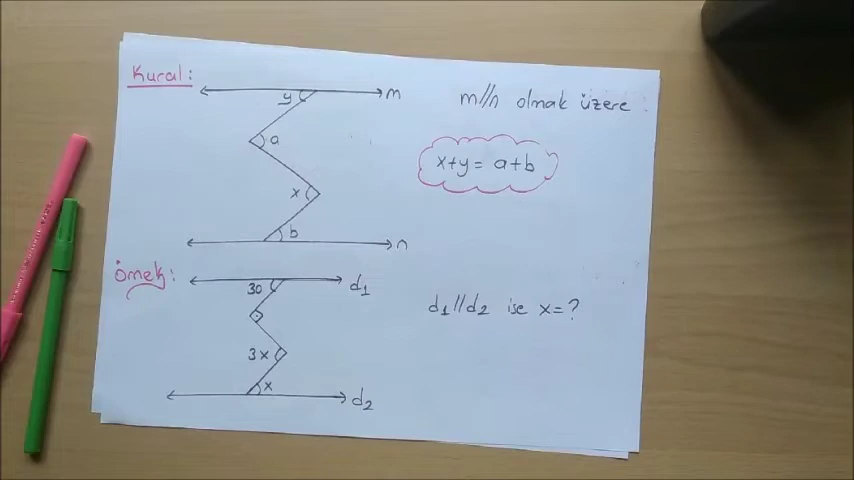 Kural:
m
y
m//n olmak üzere
a
x+y = a+b
x
b
n
örnek:
30
d1
d1//d2 ise x=?
3x
x
d2